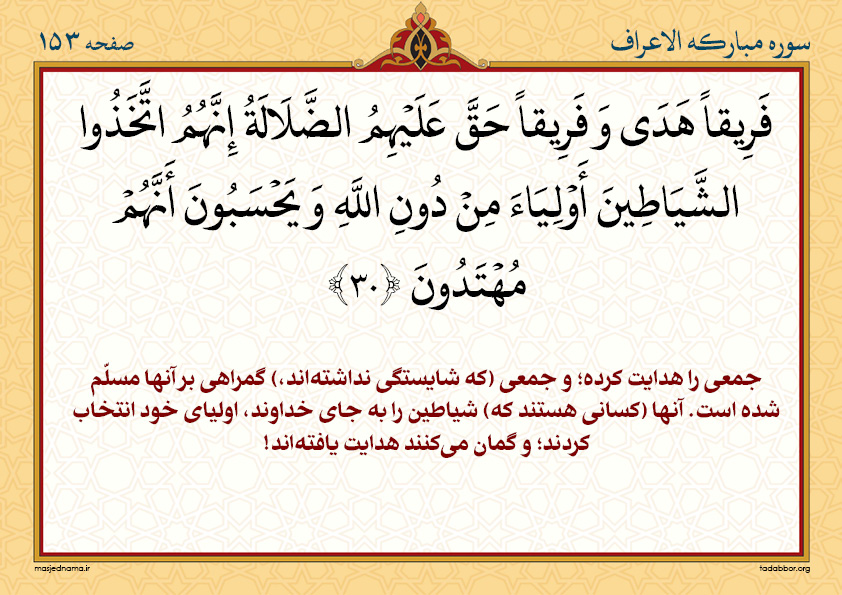 سوره مبارکه الاعراف
صفحه ۱۵۳
فَرِيقاً هَدَى وَ فَرِيقاً حَقَّ عَلَيْهِمُ الضَّلَالَةُ إِنَّهُمُ اتَّخَذُوا
الشَّيَاطِينَ أَوْلِيَاءَ مِنْ دُونِ اللَّهِ وَ يَحْسَبُونَ أَنَّهُمْ
مُهْتَدُونَ ﴿۳۰﴾
جمعی را هدایت کرده؛ و جمعی (که شایستگی نداشته‌اند،) گمراهی بر آنها مسلّم
شده است. آنها (کسانی هستند که) شیاطین را به جای خداوند، اولیای خود انتخاب
کردند؛ و گمان می‌کنند هدایت یافته‌اند!
masjednama.ir
tadabbor.org